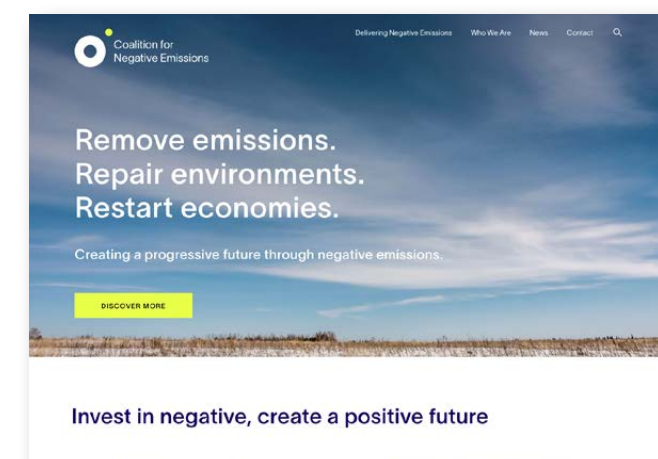 Coalition for
Negative Emissions
Delivering Negative Emissions Who We Are News Contact
Remove emissions.
Repair environments.
Restart economies.
Creating a progressive future through negative emissions.
DISCOVER MORE
Invest in negative, create a positive future